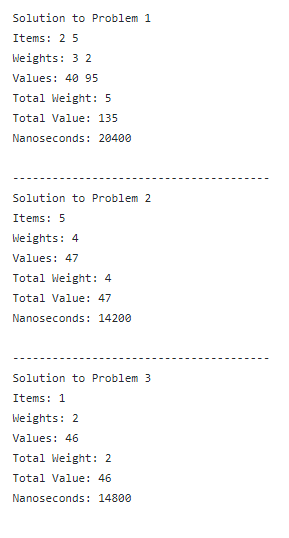 Solution to Problem 1
Items: 2 5
Weights: 3 2
Values: 40 95
Total Weight: 5
Total Value: 135
Nanoseconds: 20400
---------------------------------------
Solution to Problem 2
Items: 5
Weights: 4
Values: 47
Total Weight: 4
Total Value: 47
Nanoseconds: 14200
---------------------------------------
Solution to Problem 3
Items: 1
Weights: 2
Values: 46
Total Weight: 2
Total Value: 46
Nanoseconds: 14800